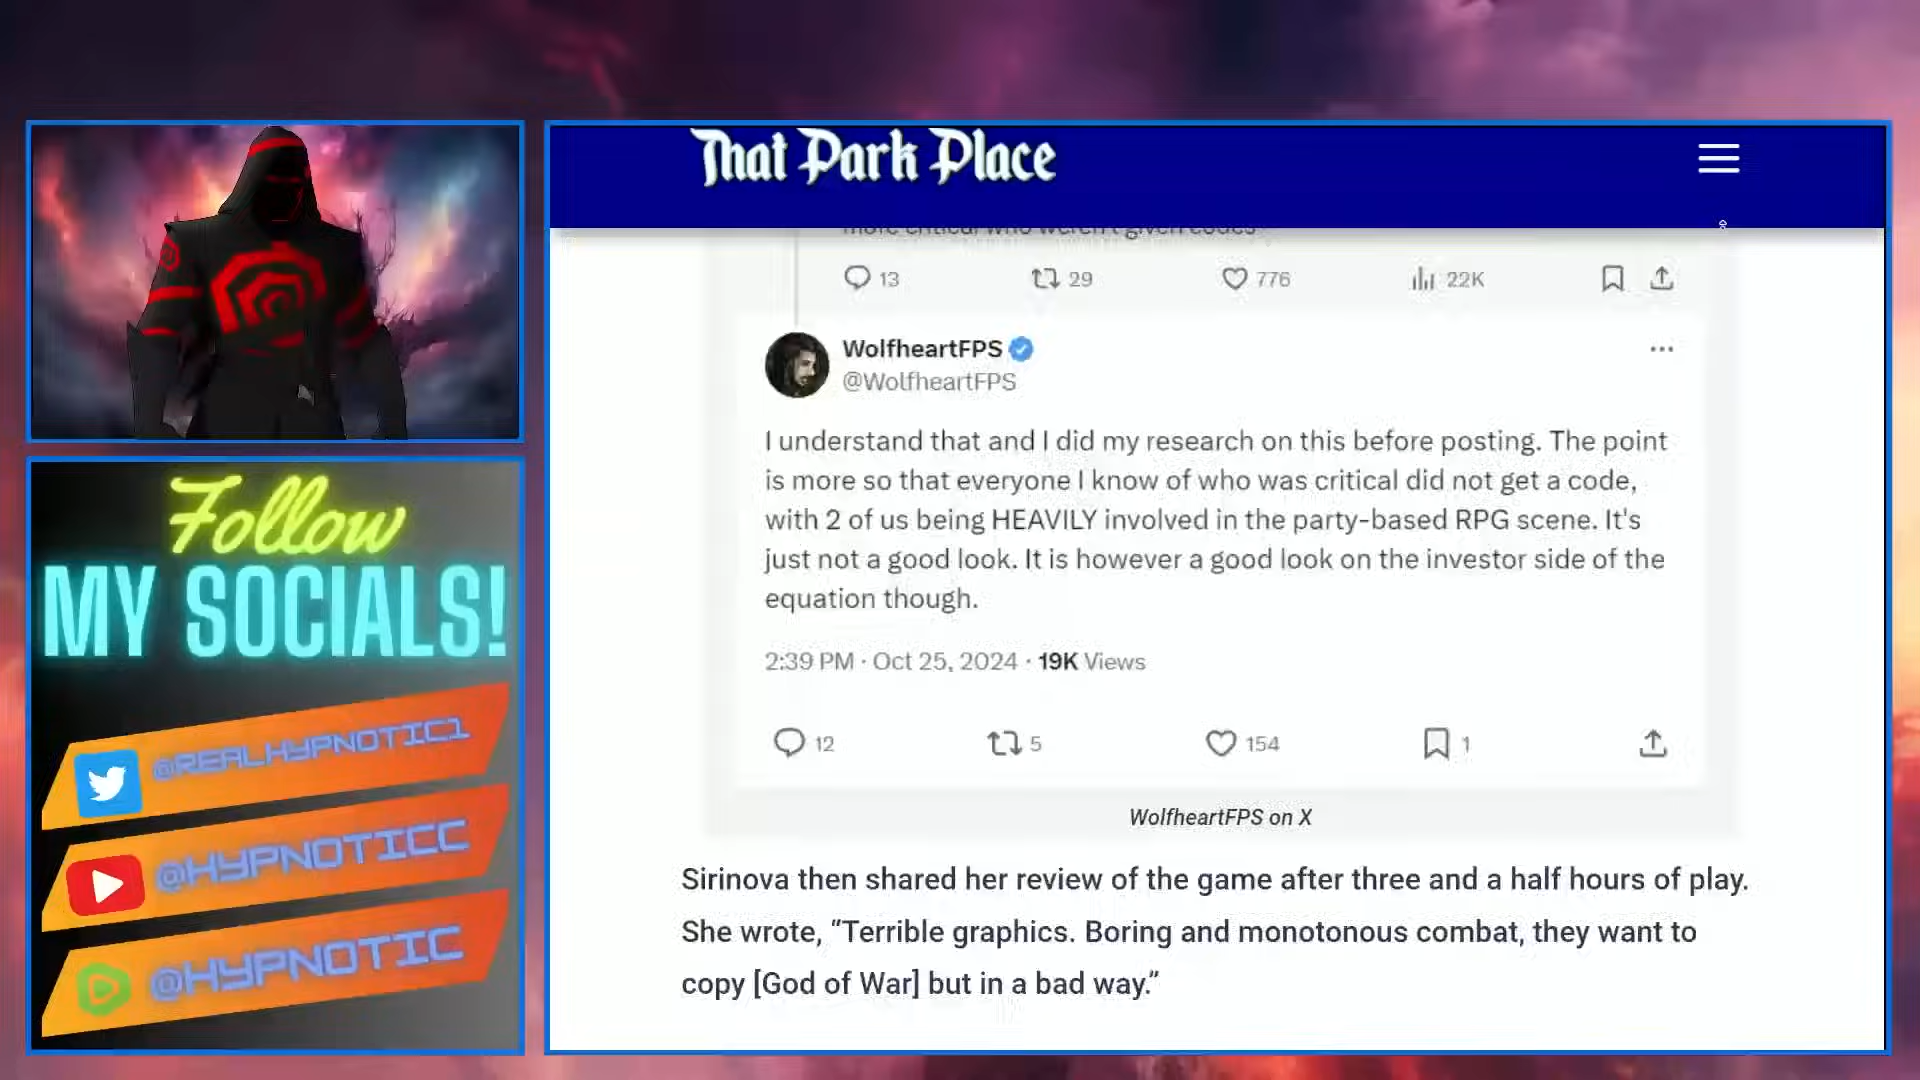 That Park Place
more critical who weren't given codes
13 29 776 22K
WolfheartFPS
@WolfheartFPS
I understand that and I did my research on this before posting. The point
is more so that everyone I know of who was critical did not get a code,
with 2 of us being HEAVILY involved in the party-based RPG scene. It's
just not a good look. It is however a good look on the investor side of the
equation though.
2:39 PM · Oct 25, 2024 · 19K Views
12 5 154 1
WolfheartFPS on X
Sirinova then shared her review of the game after three and a half hours of play.
She wrote, “Terrible graphics. Boring and monotonous combat, they want to
copy [God of War] but in a bad way.”
Follow
MY SOCIALS!
@REALHYPNOTIC1
@HYPNOTICC
@HYPNOTIC